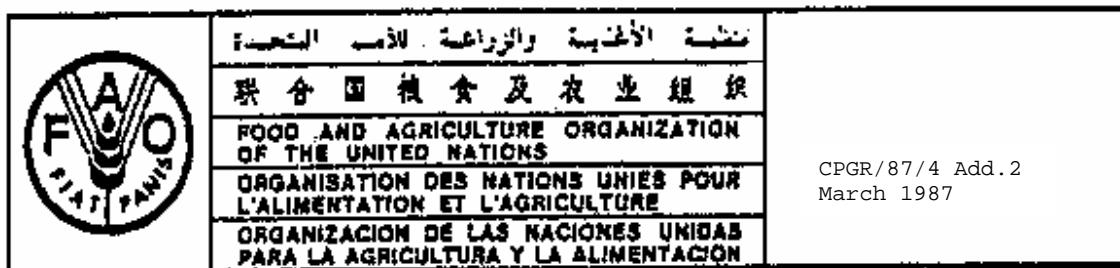 منظمة الأغذية والزراعة للأمم المتحدة
联合国粮食及农业组织
FOOD AND AGRICULTURE ORGANIZATION
OF THE UNITED NATIONS
ORGANISATION DES NATIONS UNIES POUR
L'ALIMENTATION ET L'AGRICULTURE
ORGANIZACION DE LAS NACIONES UNIDAS
PARA LA AGRICULTURA Y LA ALIMENTACION
FAO
FIAT PANIS
CPGR/87/4 Add.2
March 1987